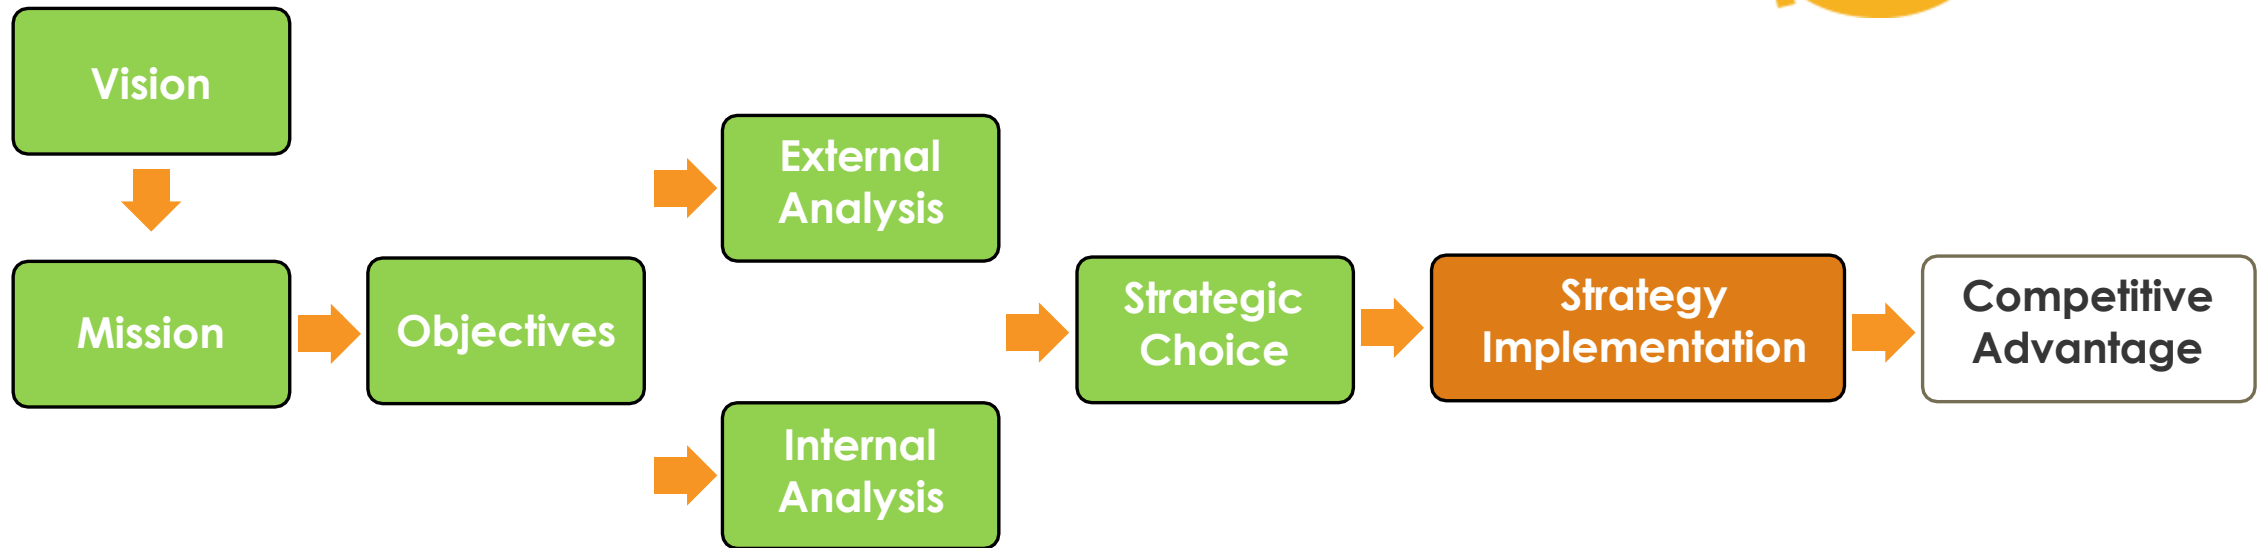 Vision
Mission
Objectives
External
Analysis
Internal
Analysis
Strategic
Choice
Strategy
Implementation
Competitive
Advantage